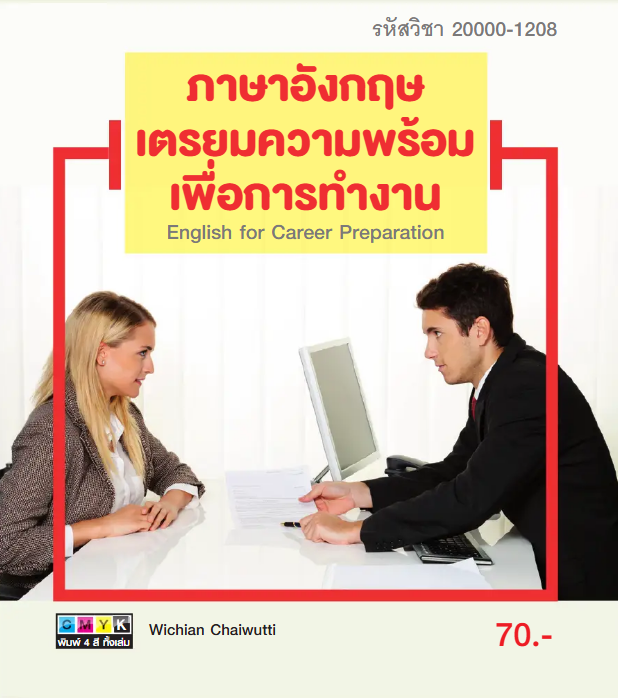 รหัสวิชา 20000-1208
ภาษาอังกฤษ
เตรียมความพร้อม
เพื่อการทำงาน
English for Career Preparation
CMYK
พิมพ์ 4 สี ทั้งเล่ม
Wichian Chaiwutti
70.-